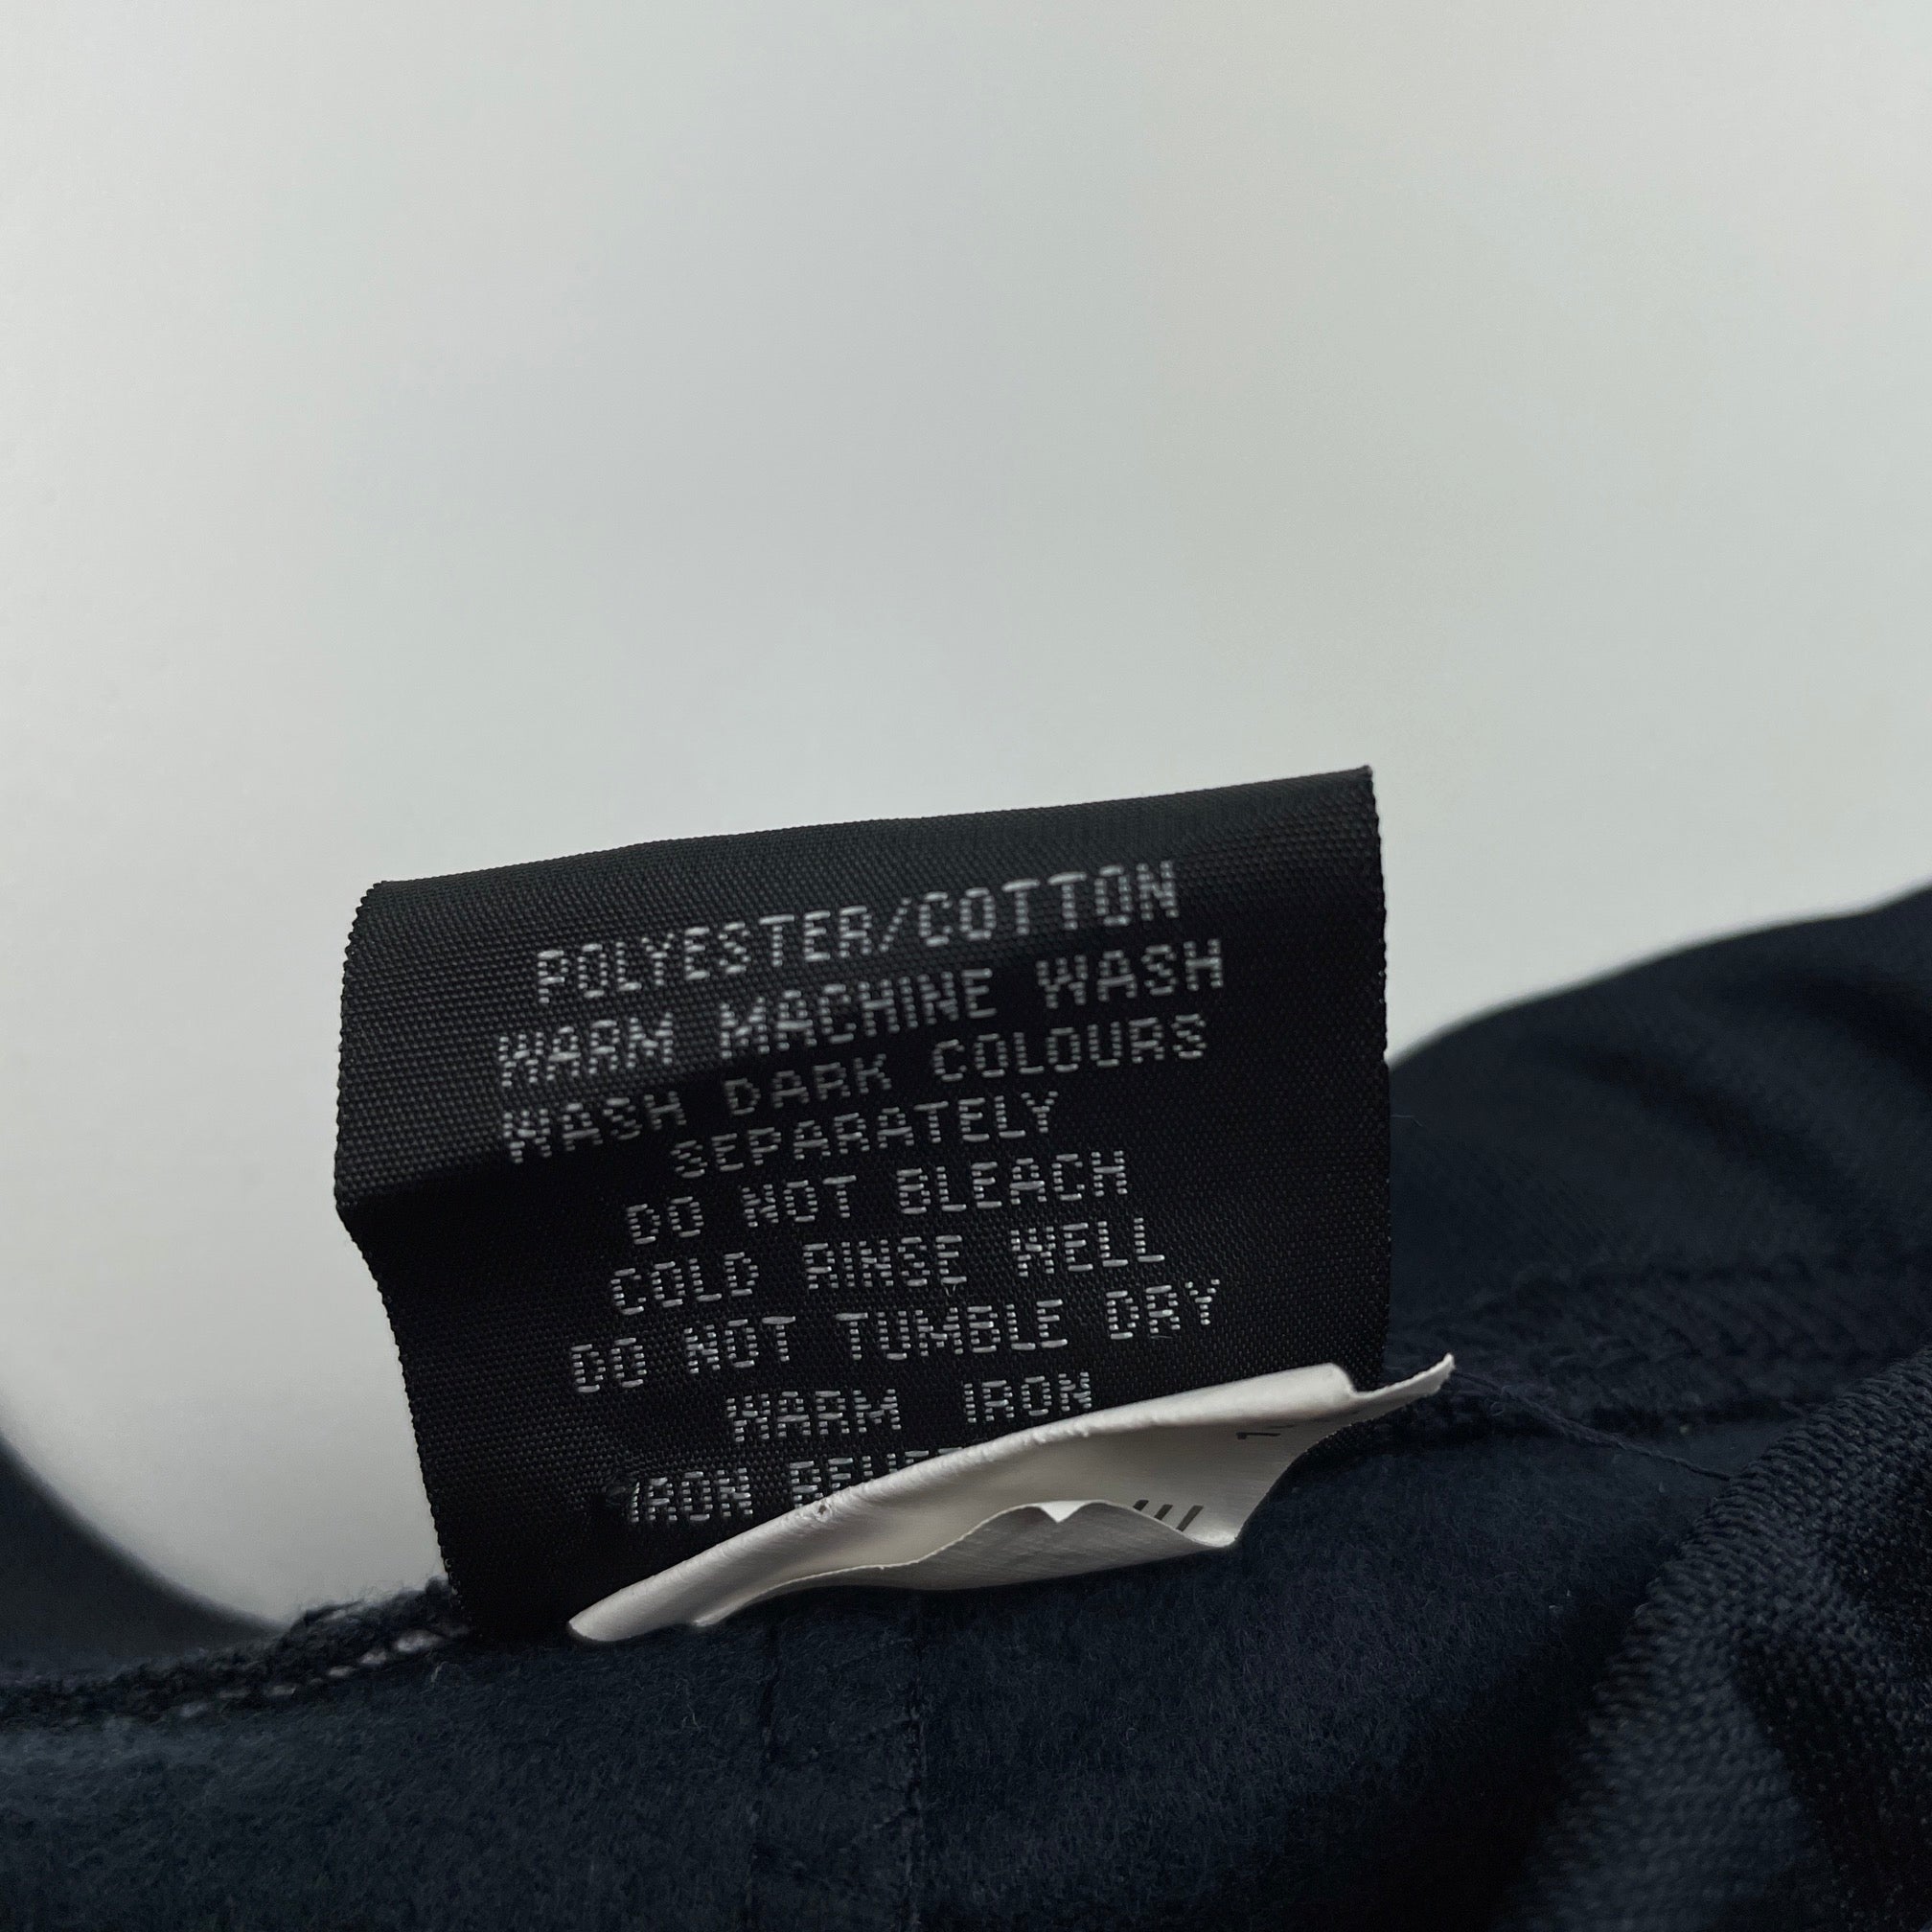 POLYESTER/COTTON
WARM MACHINE WASH
WASH DARK COLOURS
SEPARATELY
DO NOT BLEACH
COLD RINSE WELL
DO NOT TUMBLE DRY
WARM IRON
IRON